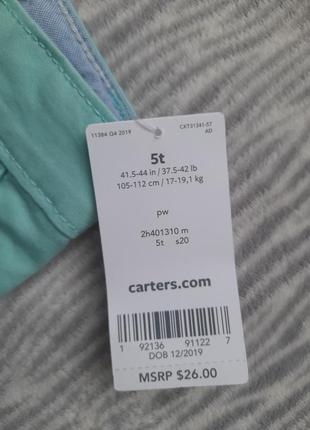 11384 Q4 2019 CKT31341-57
AD
5t
41.5-44 in / 37.5-42 lb
105-112 cm / 17-19,1 kg
pw
2h401310 m
5t s20
carters.com
1 92136 91122 7
DOB 12/2019
MSRP $26.00